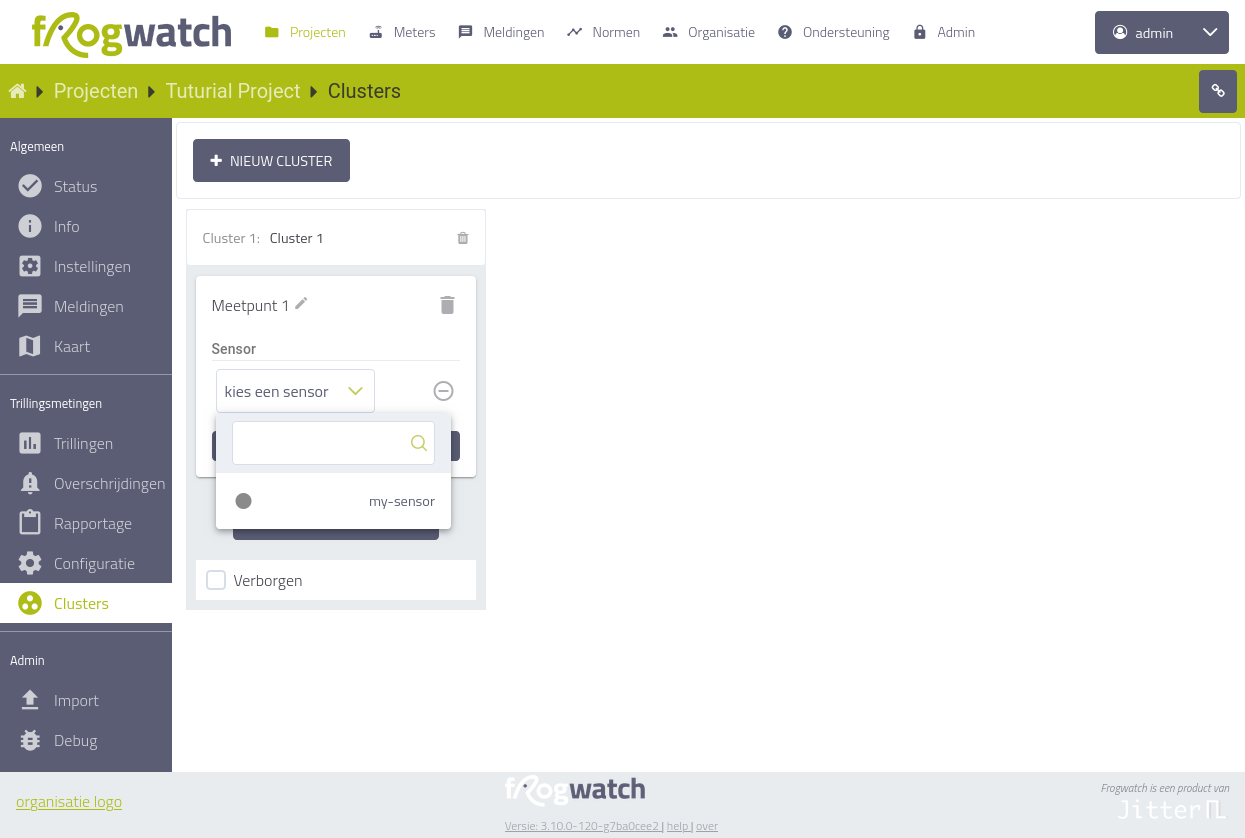 frogwatch
Projecten
Meters
Meldingen
Normen
Organisatie
Ondersteuning
Admin
admin
Projecten
Tuturial Project
Clusters
Algemeen
Status
Info
Instellingen
Meldingen
Kaart
Trillingsmetingen
Trillingen
Overschrijdingen
Rapportage
Configuratie
Clusters
Admin
Import
Debug
NIEUW CLUSTER
Cluster 1: Cluster 1
Meetpunt 1
Sensor
kies een sensor
my-sensor
Verborgen
organisatie logo
frogwatch
Versie: 3.10.0-120-g7ba0cee2 | help | over
Frogwatch is een product van
Jitter